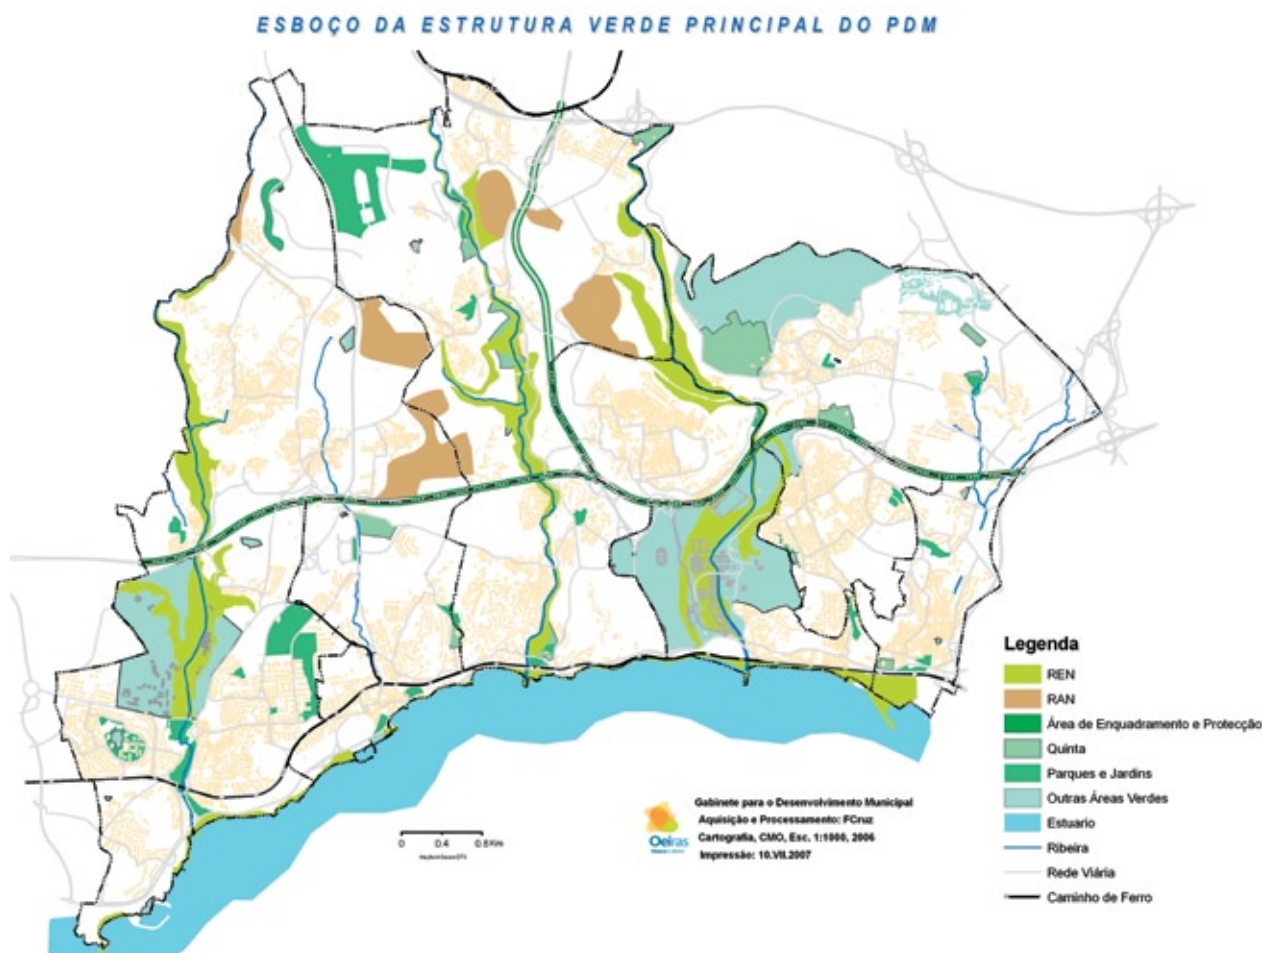 ESBOÇO DA ESTRUTURA VERDE PRINCIPAL DO PDM
Legenda
REN
RAN
Área de Enquadramento e Protecção
Quinta
Parques e Jardins
Outras Áreas Verdes
Estuario
Ribeira
Rede Viária
Caminho de Ferro
Gabinete para o Desenvolvimento Municipal
Aquisição e Processamento: FCruz
Cartografia, CMO, Esc. 1:1000, 2006
Impressão: 10.VII.2007
Oeiras
0 0.4 0.8 Km